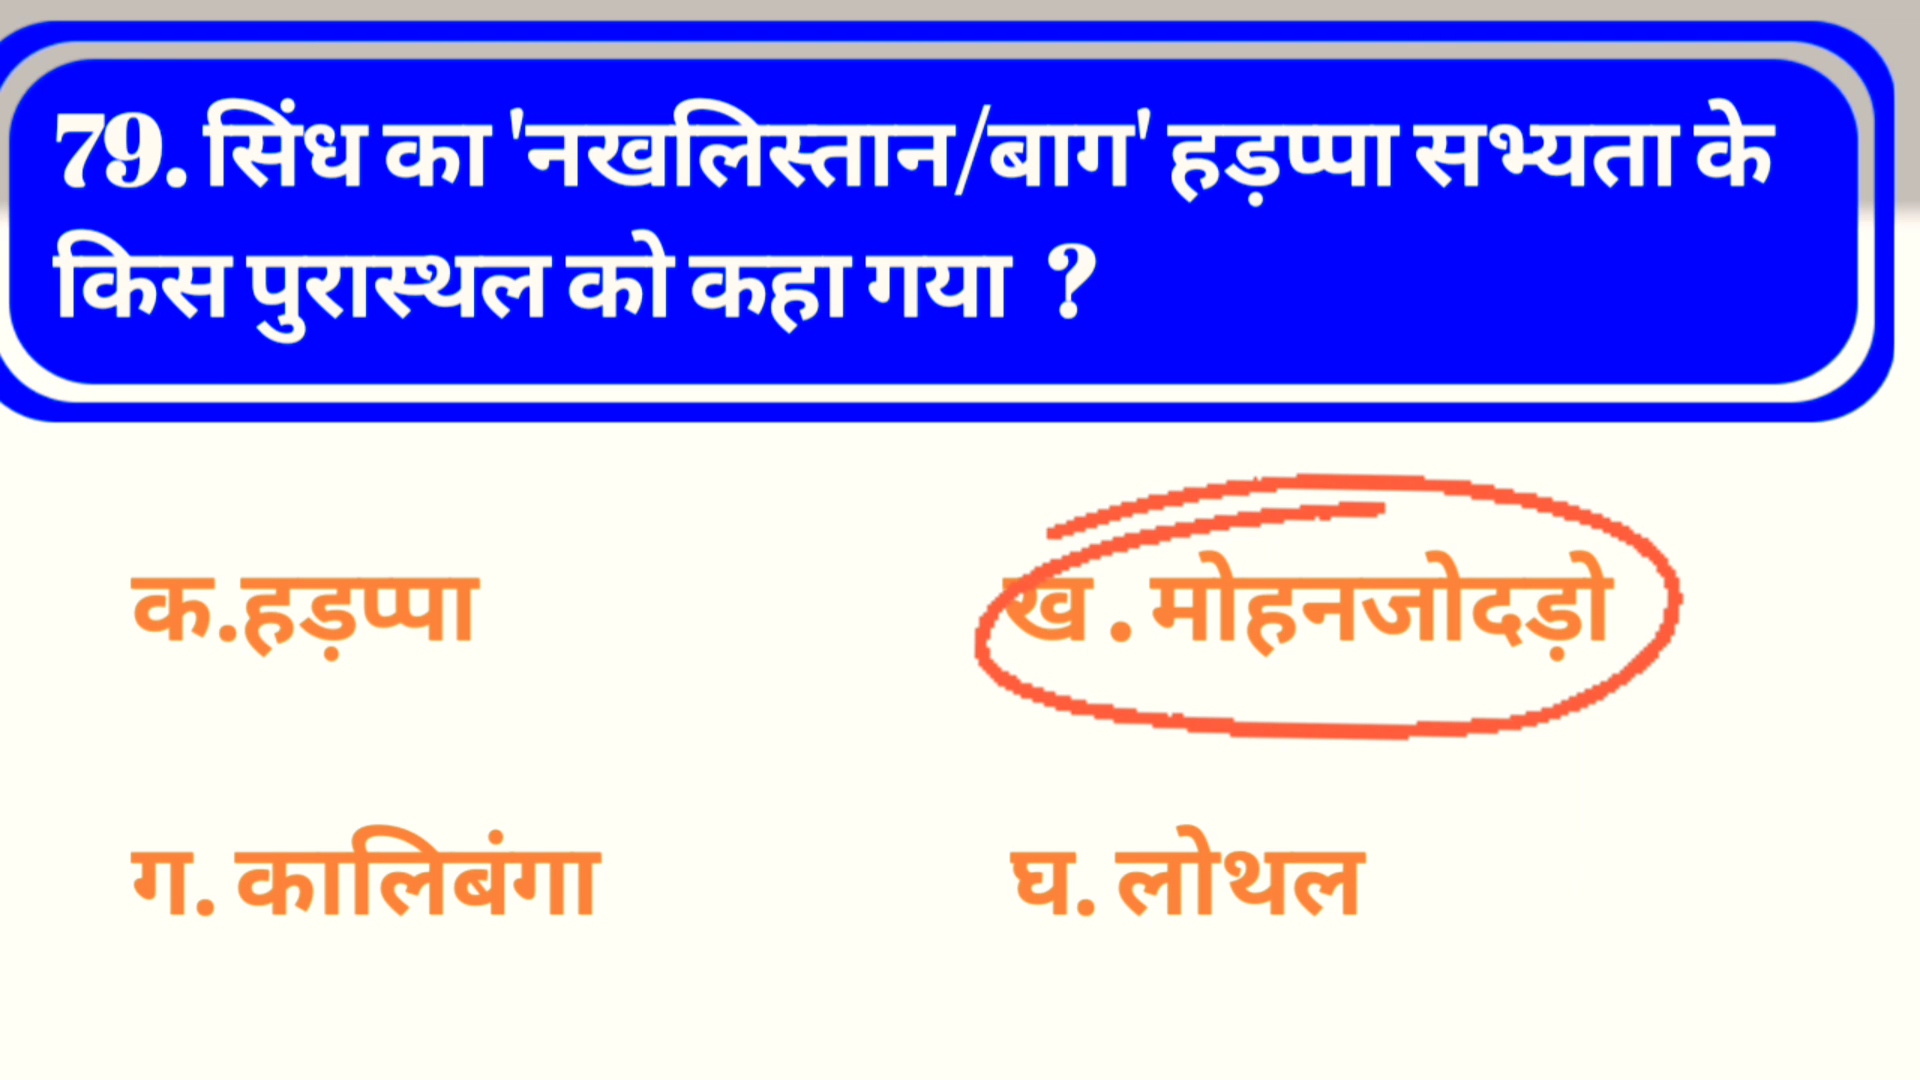 79. सिंध का 'नखलिस्तान/बाग' हड़प्पा सभ्यता के
किस पुरास्थल को कहा गया ?
क.हड़प्पा
ख . मोहनजोदड़ो
ग. कालिबंगा
घ. लोथल